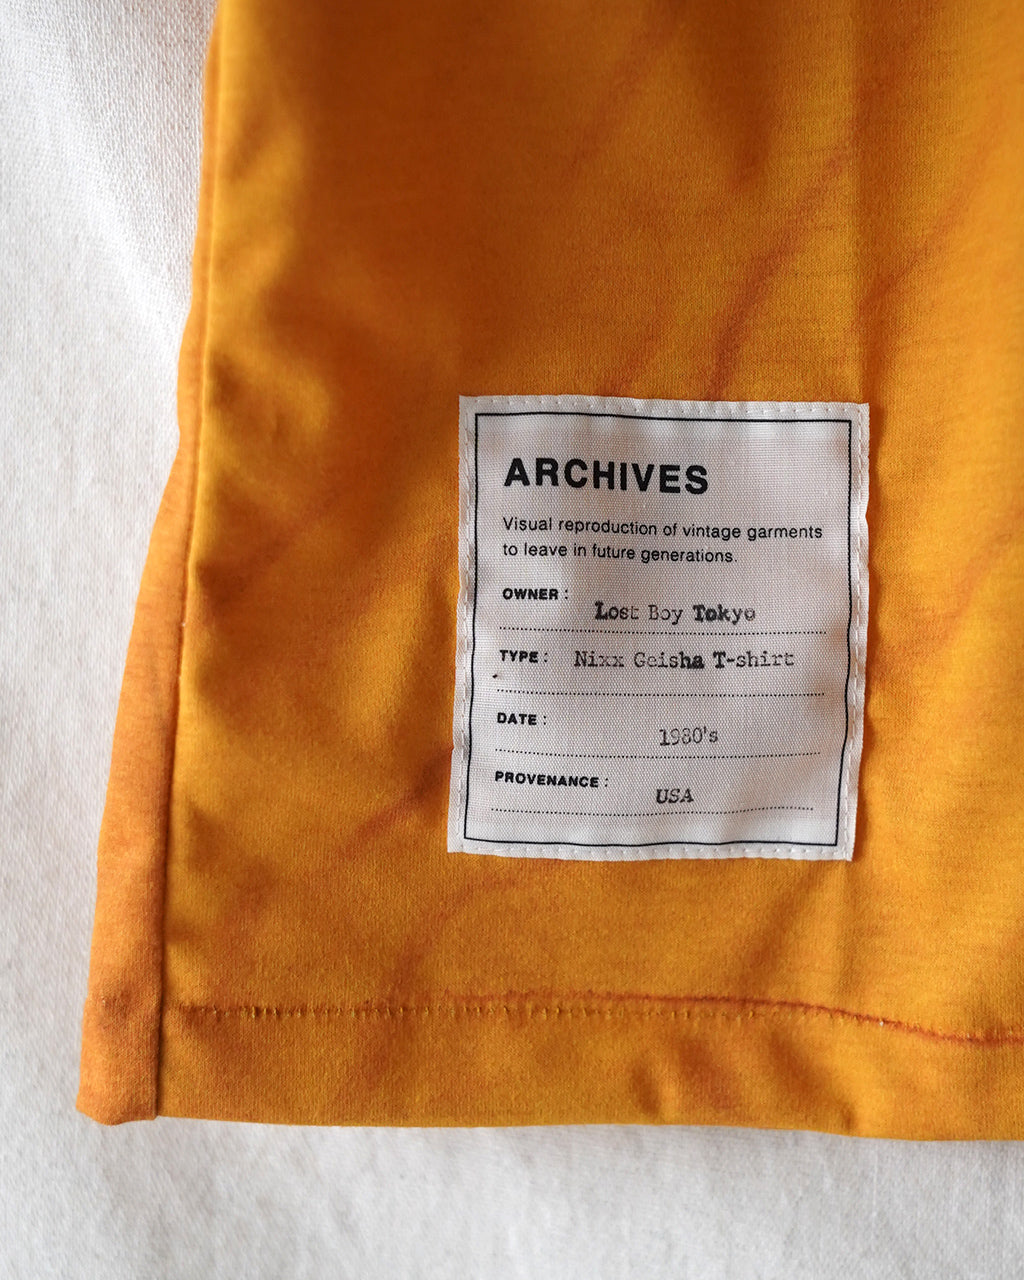 ARCHIVES
Visual reproduction of vintage garments
to leave in future generations.
OWNER : Lost Boy Tokyo
TYPE : Nixx Geisha T-shirt
DATE : 1980's
PROVENANCE : USA